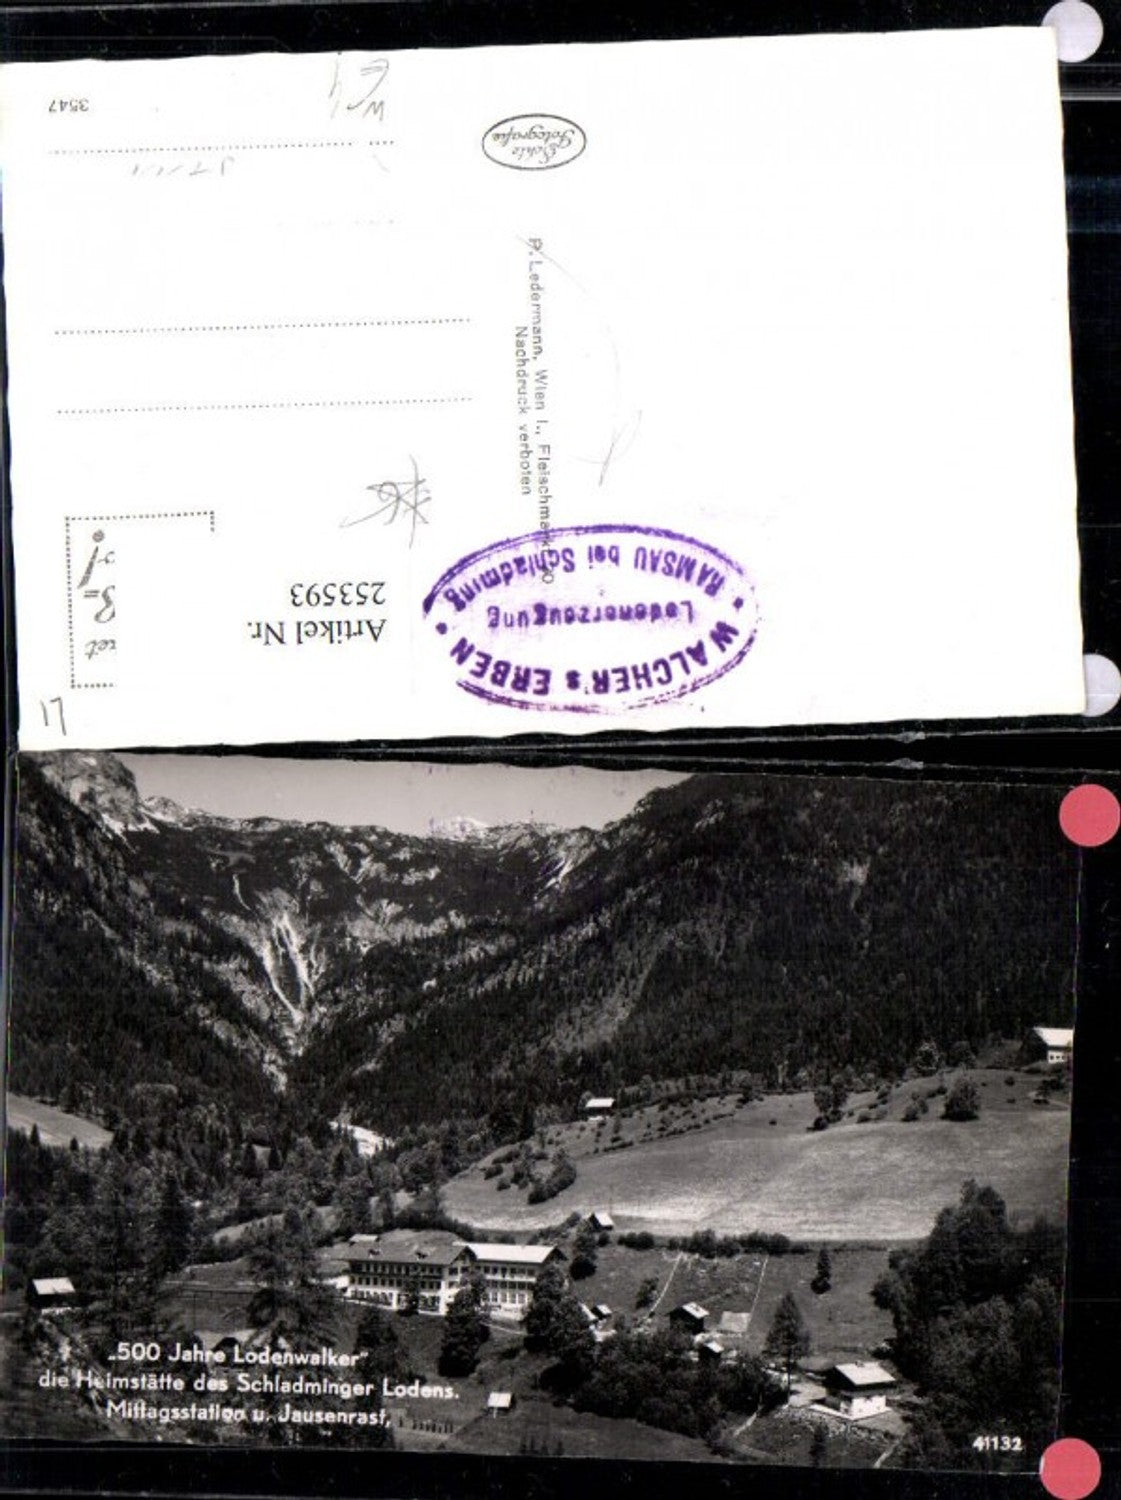 3547
Echte
Fotografie
P. Ledermann, Wien I., Fleischmarkt 20
Nachdruck verboten
WALCHER's ERBEN
Lodenerzeugung
• RAMSAU bei Schladming •
Artikel Nr.
253593
„500 Jahre Lodenwalker"
die Heimstätte des Schladminger Lodens.
Mittagsstation u. Jausenrast,
41132